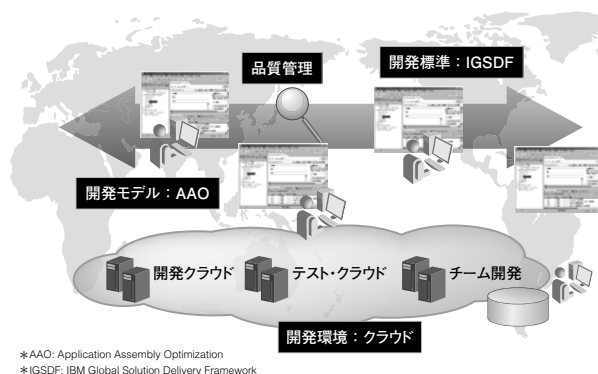 品質管理
開発標準：IGSDF
開発モデル：AAO
開発クラウド
テスト・クラウド
チーム開発
開発環境：クラウド
＊AAO: Application Assembly Optimization
＊IGSDF: IBM Global Solution Delivery Framework